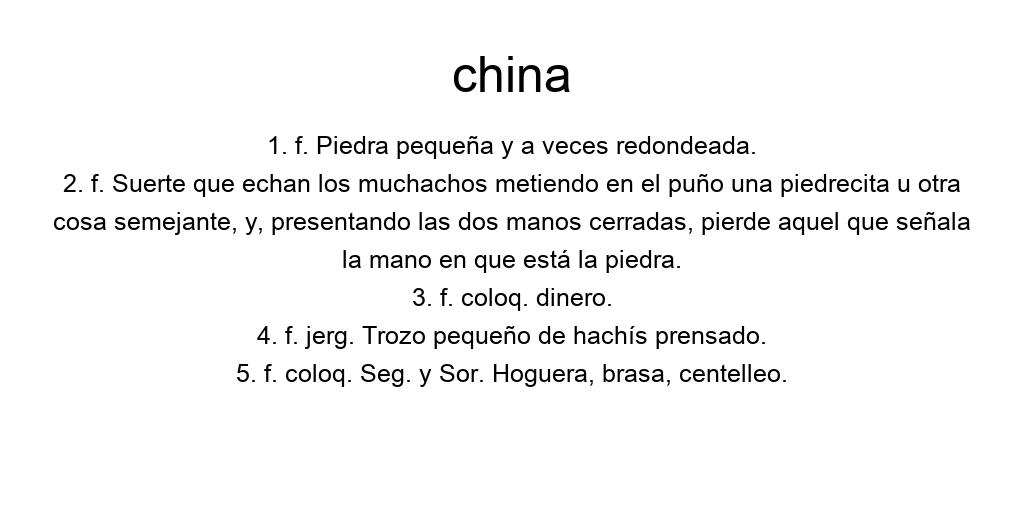 china
1. f. Piedra pequeña y a veces redondeada.
2. f. Suerte que echan los muchachos metiendo en el puño una piedrecita u otra
cosa semejante, y, presentando las dos manos cerradas, pierde aquel que señala
la mano en que está la piedra.
3. f. coloq. dinero.
4. f. jerg. Trozo pequeño de hachís prensado.
5. f. coloq. Seg. y Sor. Hoguera, brasa, centelleo.